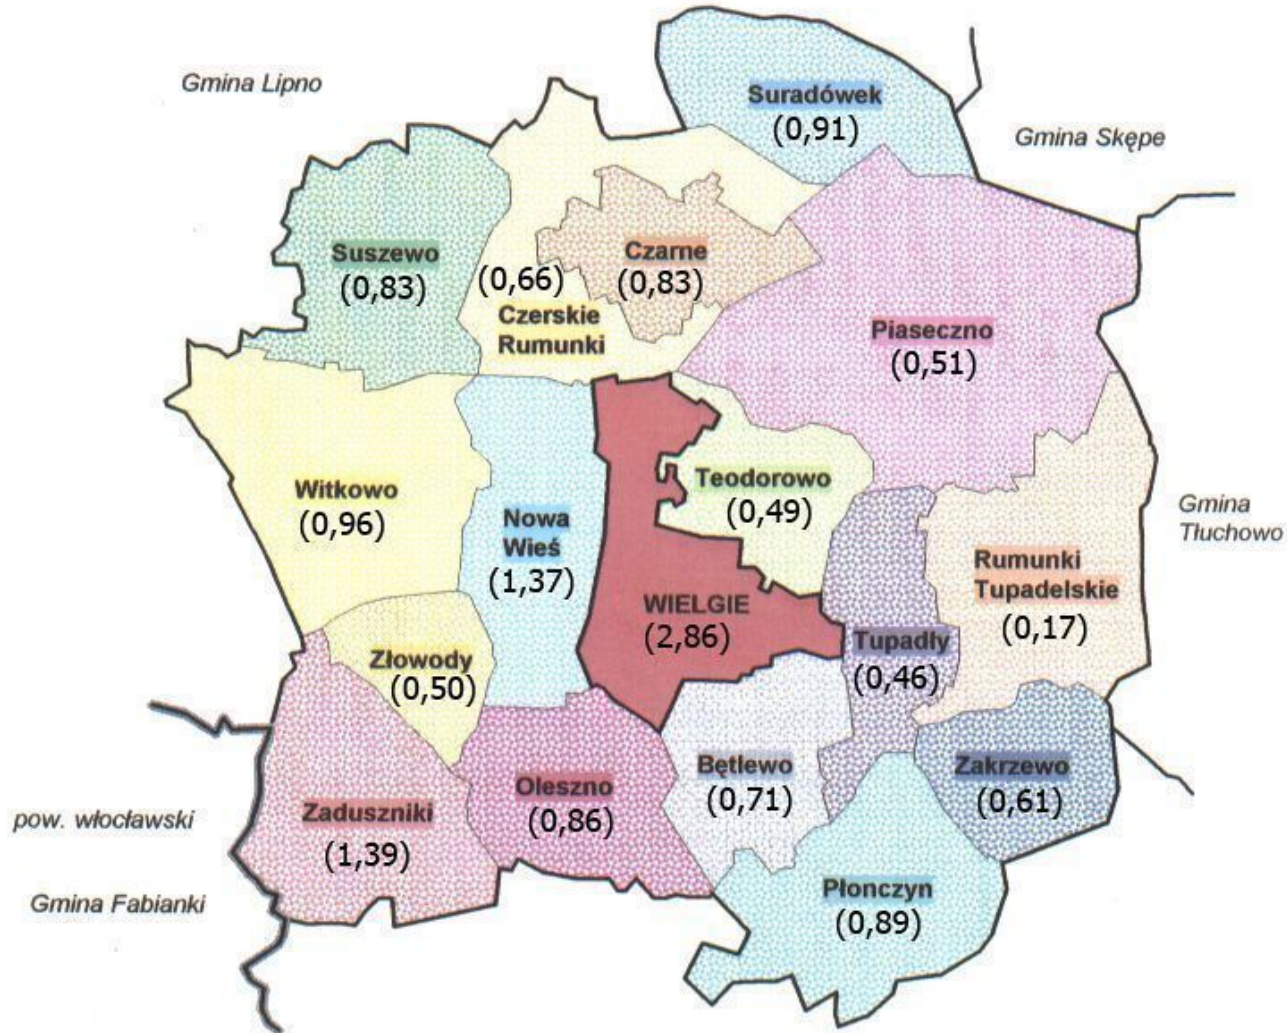 Gmina Lipno
Suradówek
(0,91)
Gmina Skępe
Suszewo
(0,83)
Czarne
(0,83)
(0,66)
Czerskie
Rumunki
Piaseczno
(0,51)
Witkowo
(0,96)
Nowa
Wieś
(1,37)
Teodorowo
(0,49)
Gmina
Tłuchowo
Rumunki
Tupadelskie
(0,17)
WIELGIE
(2,86)
Tupadły
(0,46)
Złowody
(0,50)
Zaduszniki
(1,39)
Oleszno
(0,86)
Bętlewo
(0,71)
Zakrzewo
(0,61)
pow. włocławski
Gmina Fabianki
Płonczyn
(0,89)